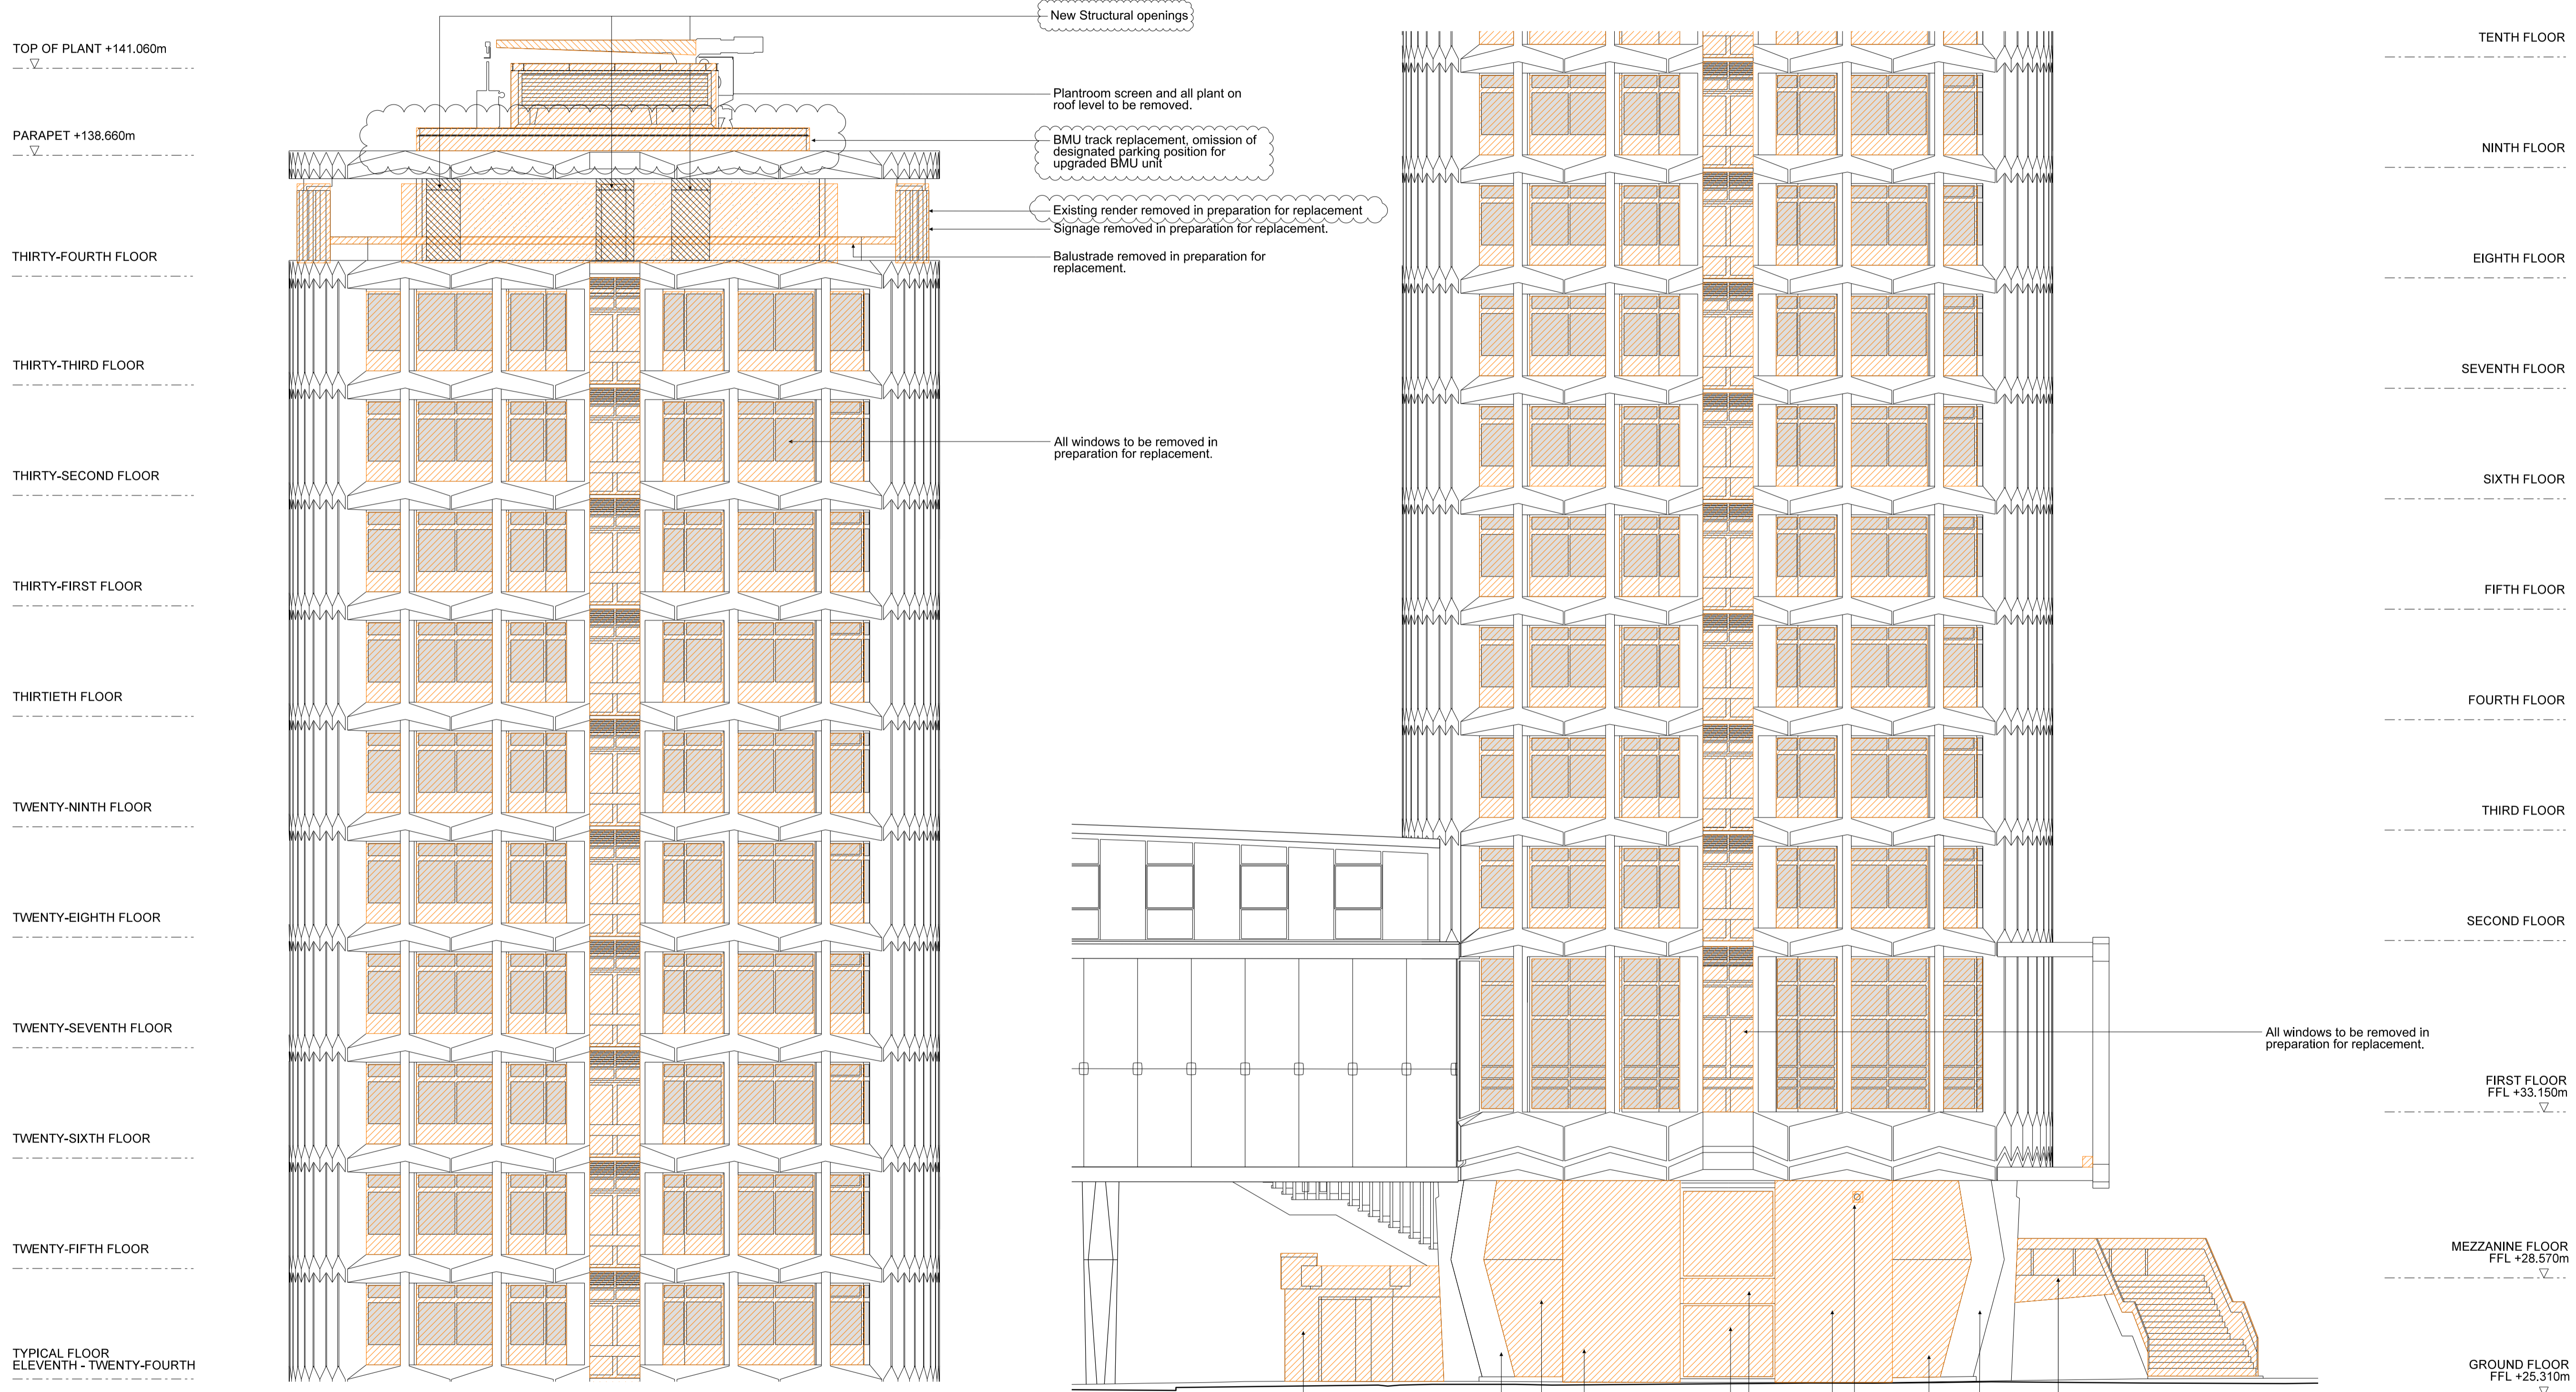 TOP OF PLANT +141.060m
PARAPET +138.660m
THIRTY-FOURTH FLOOR
THIRTY-THIRD FLOOR
THIRTY-SECOND FLOOR
THIRTY-FIRST FLOOR
THIRTIETH FLOOR
TWENTY-NINTH FLOOR
TWENTY-EIGHTH FLOOR
TWENTY-SEVENTH FLOOR
TWENTY-SIXTH FLOOR
TWENTY-FIFTH FLOOR
TYPICAL FLOOR
ELEVENTH - TWENTY-FOURTH
New Structural openings
Plantroom screen and all plant on
roof level to be removed.
BMU track replacement, omission of
designated parking position for
upgraded BMU unit
Existing render removed in preparation for replacement
Signage removed in preparation for replacement.
Balustrade removed in preparation for
replacement.
All windows to be removed in
preparation for replacement.
TENTH FLOOR
NINTH FLOOR
EIGHTH FLOOR
SEVENTH FLOOR
SIXTH FLOOR
FIFTH FLOOR
FOURTH FLOOR
THIRD FLOOR
SECOND FLOOR
All windows to be removed in
preparation for replacement.
FIRST FLOOR
FFL +33.150m
MEZZANINE FLOOR
FFL +28.570m
GROUND FLOOR
FFL +25.310m